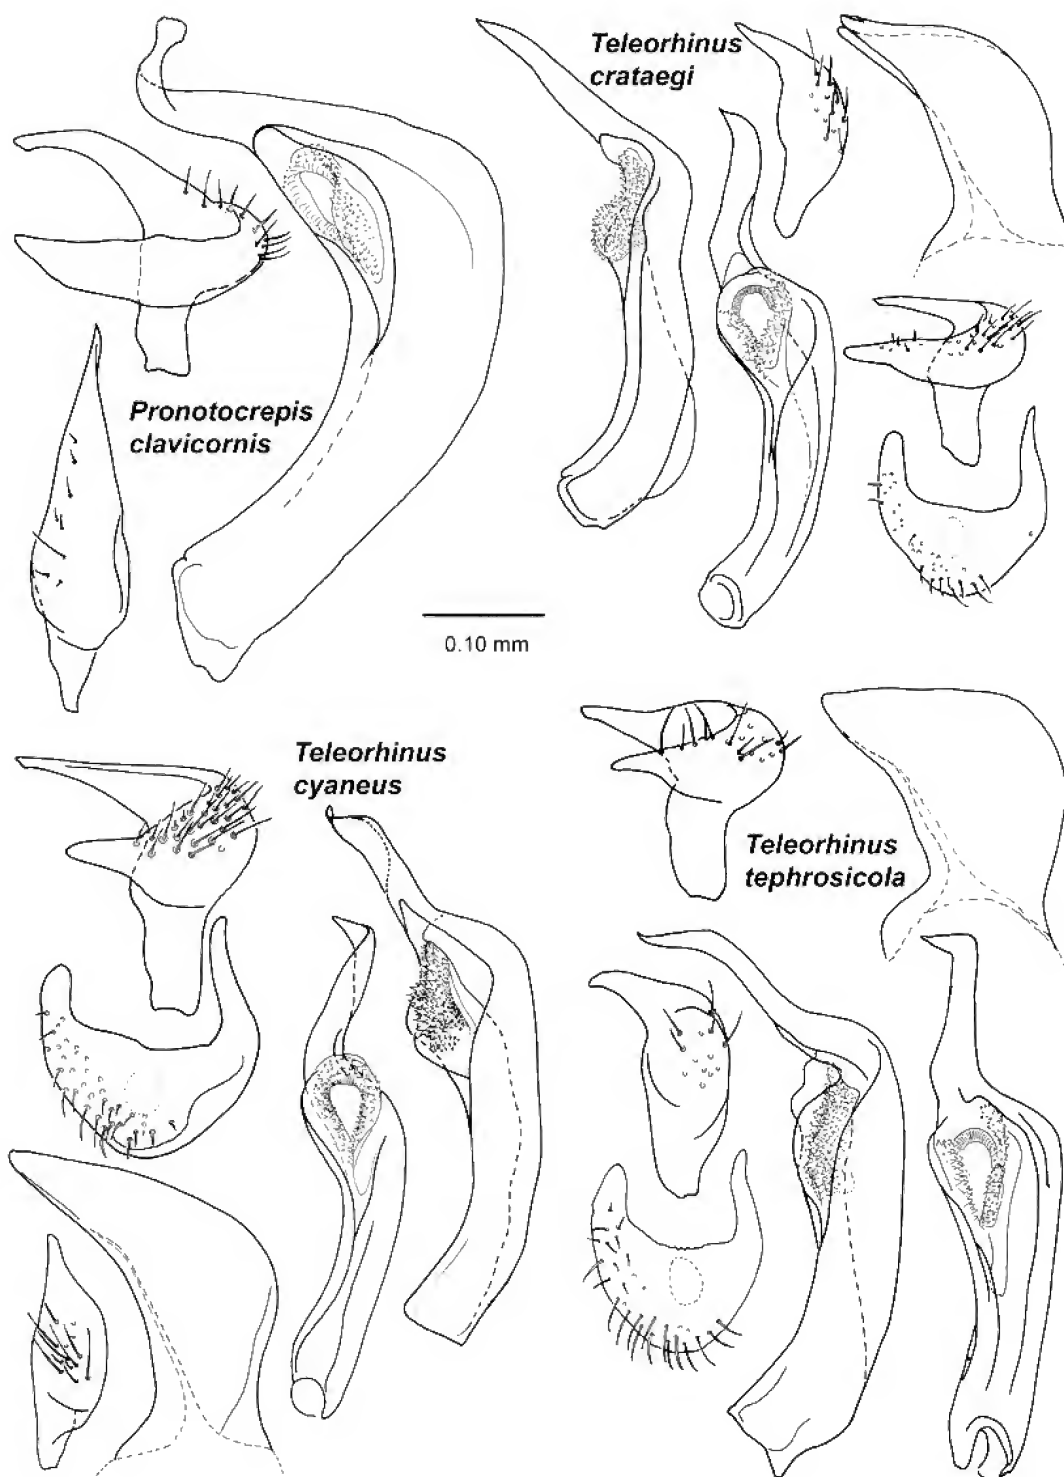 Teleorhinus
crataegi
Pronotocrepis
clavicornis
0.10 mm
Teleorhinus
cyaneus
Teleorhinus
tephrosicola